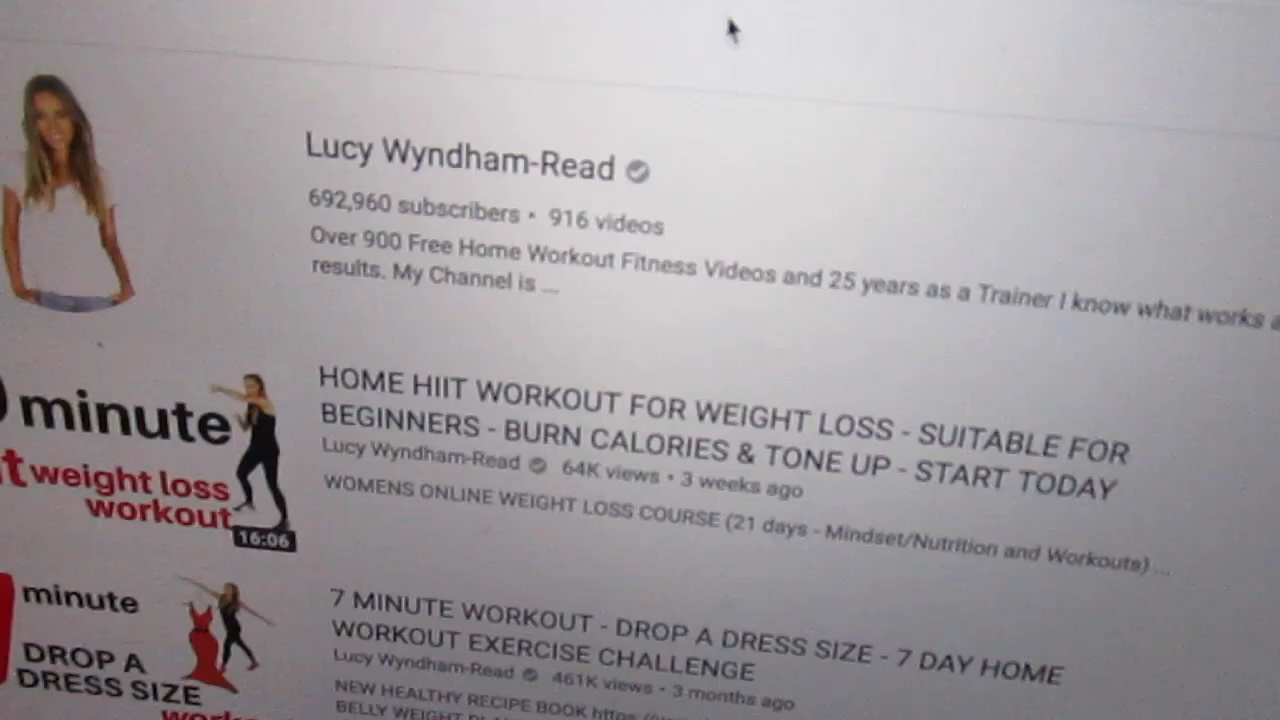 Lucy Wyndham-Read
692,960 subscribers • 916 videos
Over 900 Free Home Workout Fitness Videos and 25 years as a Trainer I know what works
results. My Channel is ...
minute
weight loss
workout
16:06
HOME HIIT WORKOUT FOR WEIGHT LOSS - SUITABLE FOR
BEGINNERS - BURN CALORIES & TONE UP - START TODAY
Lucy Wyndham-Read 64K views • 3 weeks ago
WOMENS ONLINE WEIGHT LOSS COURSE (21 days - Mindset/Nutrition and Workouts) ...
minute
DROP A
DRESS SIZE
7 MINUTE WORKOUT - DROP A DRESS SIZE - 7 DAY HOME
WORKOUT EXERCISE CHALLENGE
Lucy Wyndham-Read 461K views • 3 months ago
NEW HEALTHY RECIPE BOOK
BELLY WEIGHT